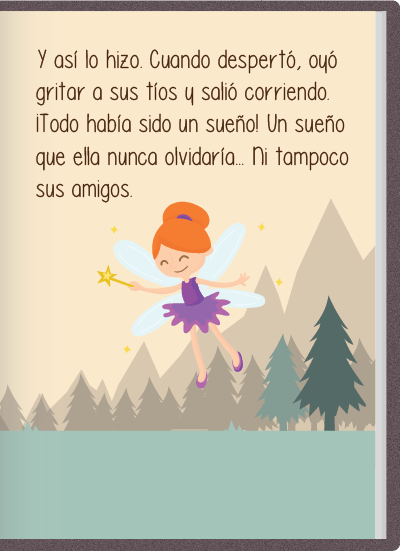 Y así lo hizo. Cuando despertó, oyó
gritar a sus tíos y salió corriendo.
¡Todo había sido un sueño! Un sueño
que ella nunca olvidaría... Ni tampoco
sus amigos.